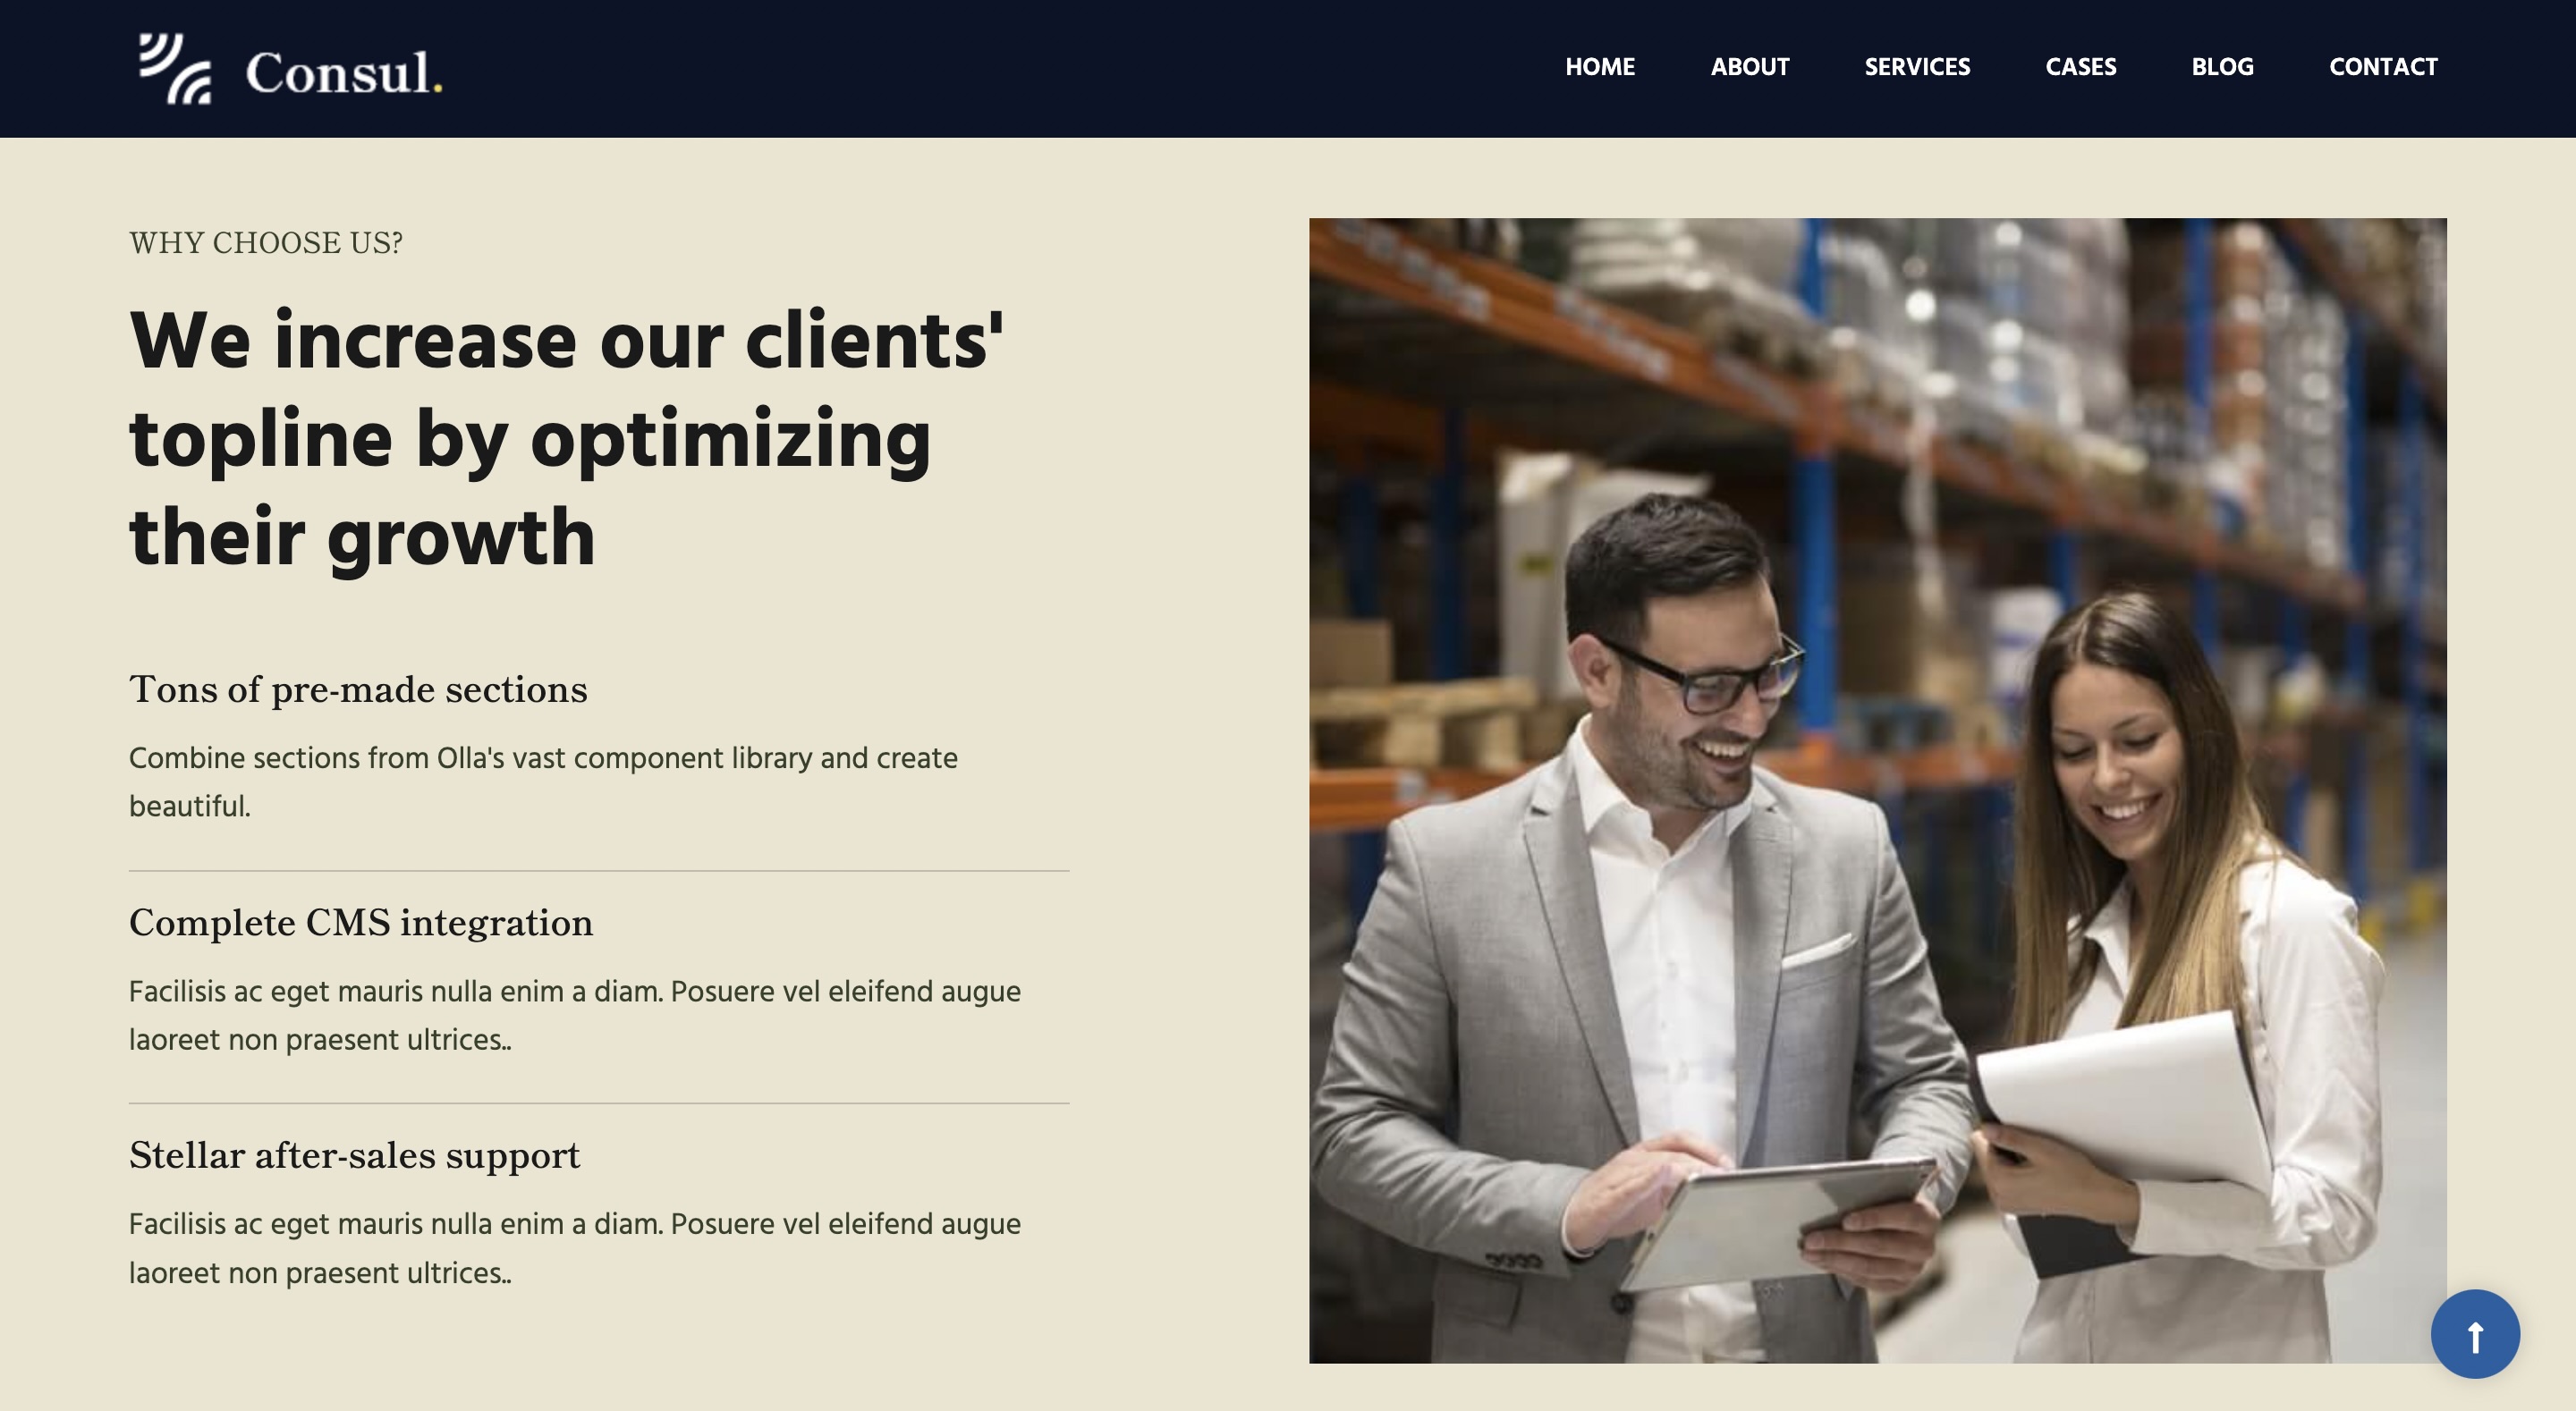 Consul.
HOME ABOUT SERVICES CASES BLOG CONTACT
WHY CHOOSE US?
We increase our clients'
topline by optimizing
their growth
Tons of pre-made sections
Combine sections from Olla's vast component library and create
beautiful.
Complete CMS integration
Facilisis ac eget mauris nulla enim a diam. Posuere vel eleifend augue
laoreet non praesent ultrices..
Stellar after-sales support
Facilisis ac eget mauris nulla enim a diam. Posuere vel eleifend augue
laoreet non praesent ultrices..